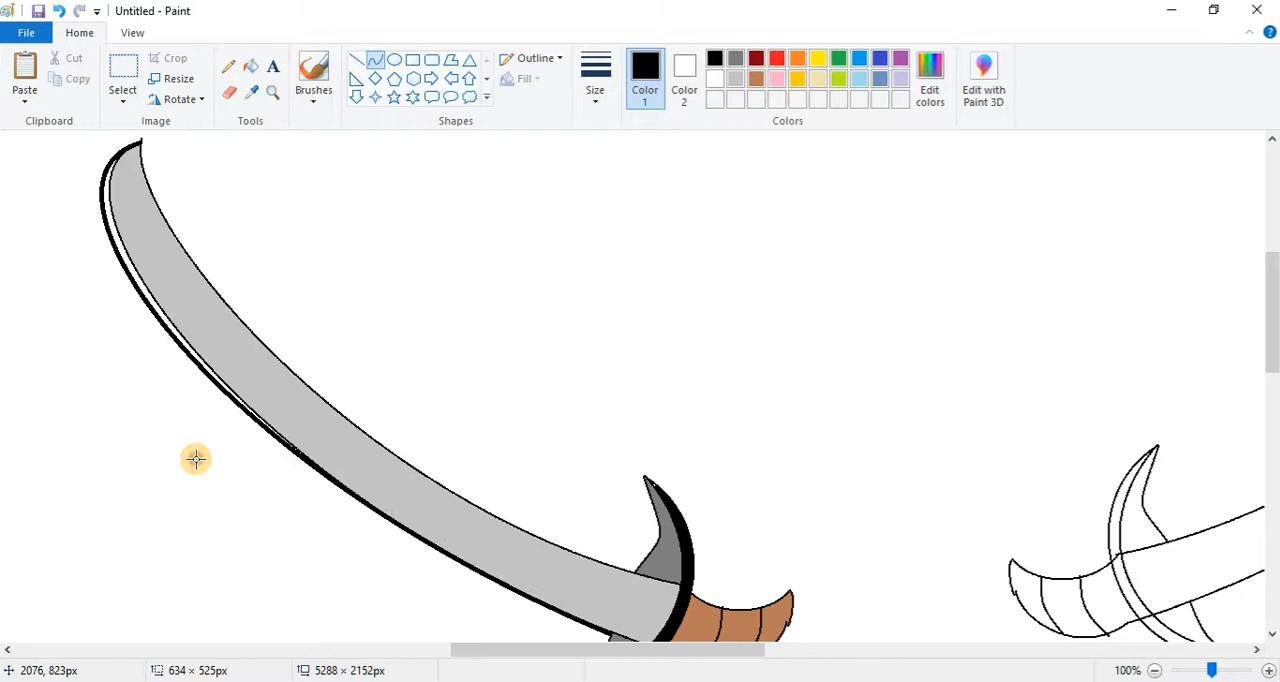 Untitled - Paint
File Home View
Paste
Cut
Copy
Clipboard
Select
Crop
Resize
Rotate
Image
A
Tools
Brushes
Outline
Fill
Shapes
Size
Color 1
Color 2
Edit colors
Colors
Edit with Paint 3D
2076, 823px
634 × 525px
5288 × 2152px
100%